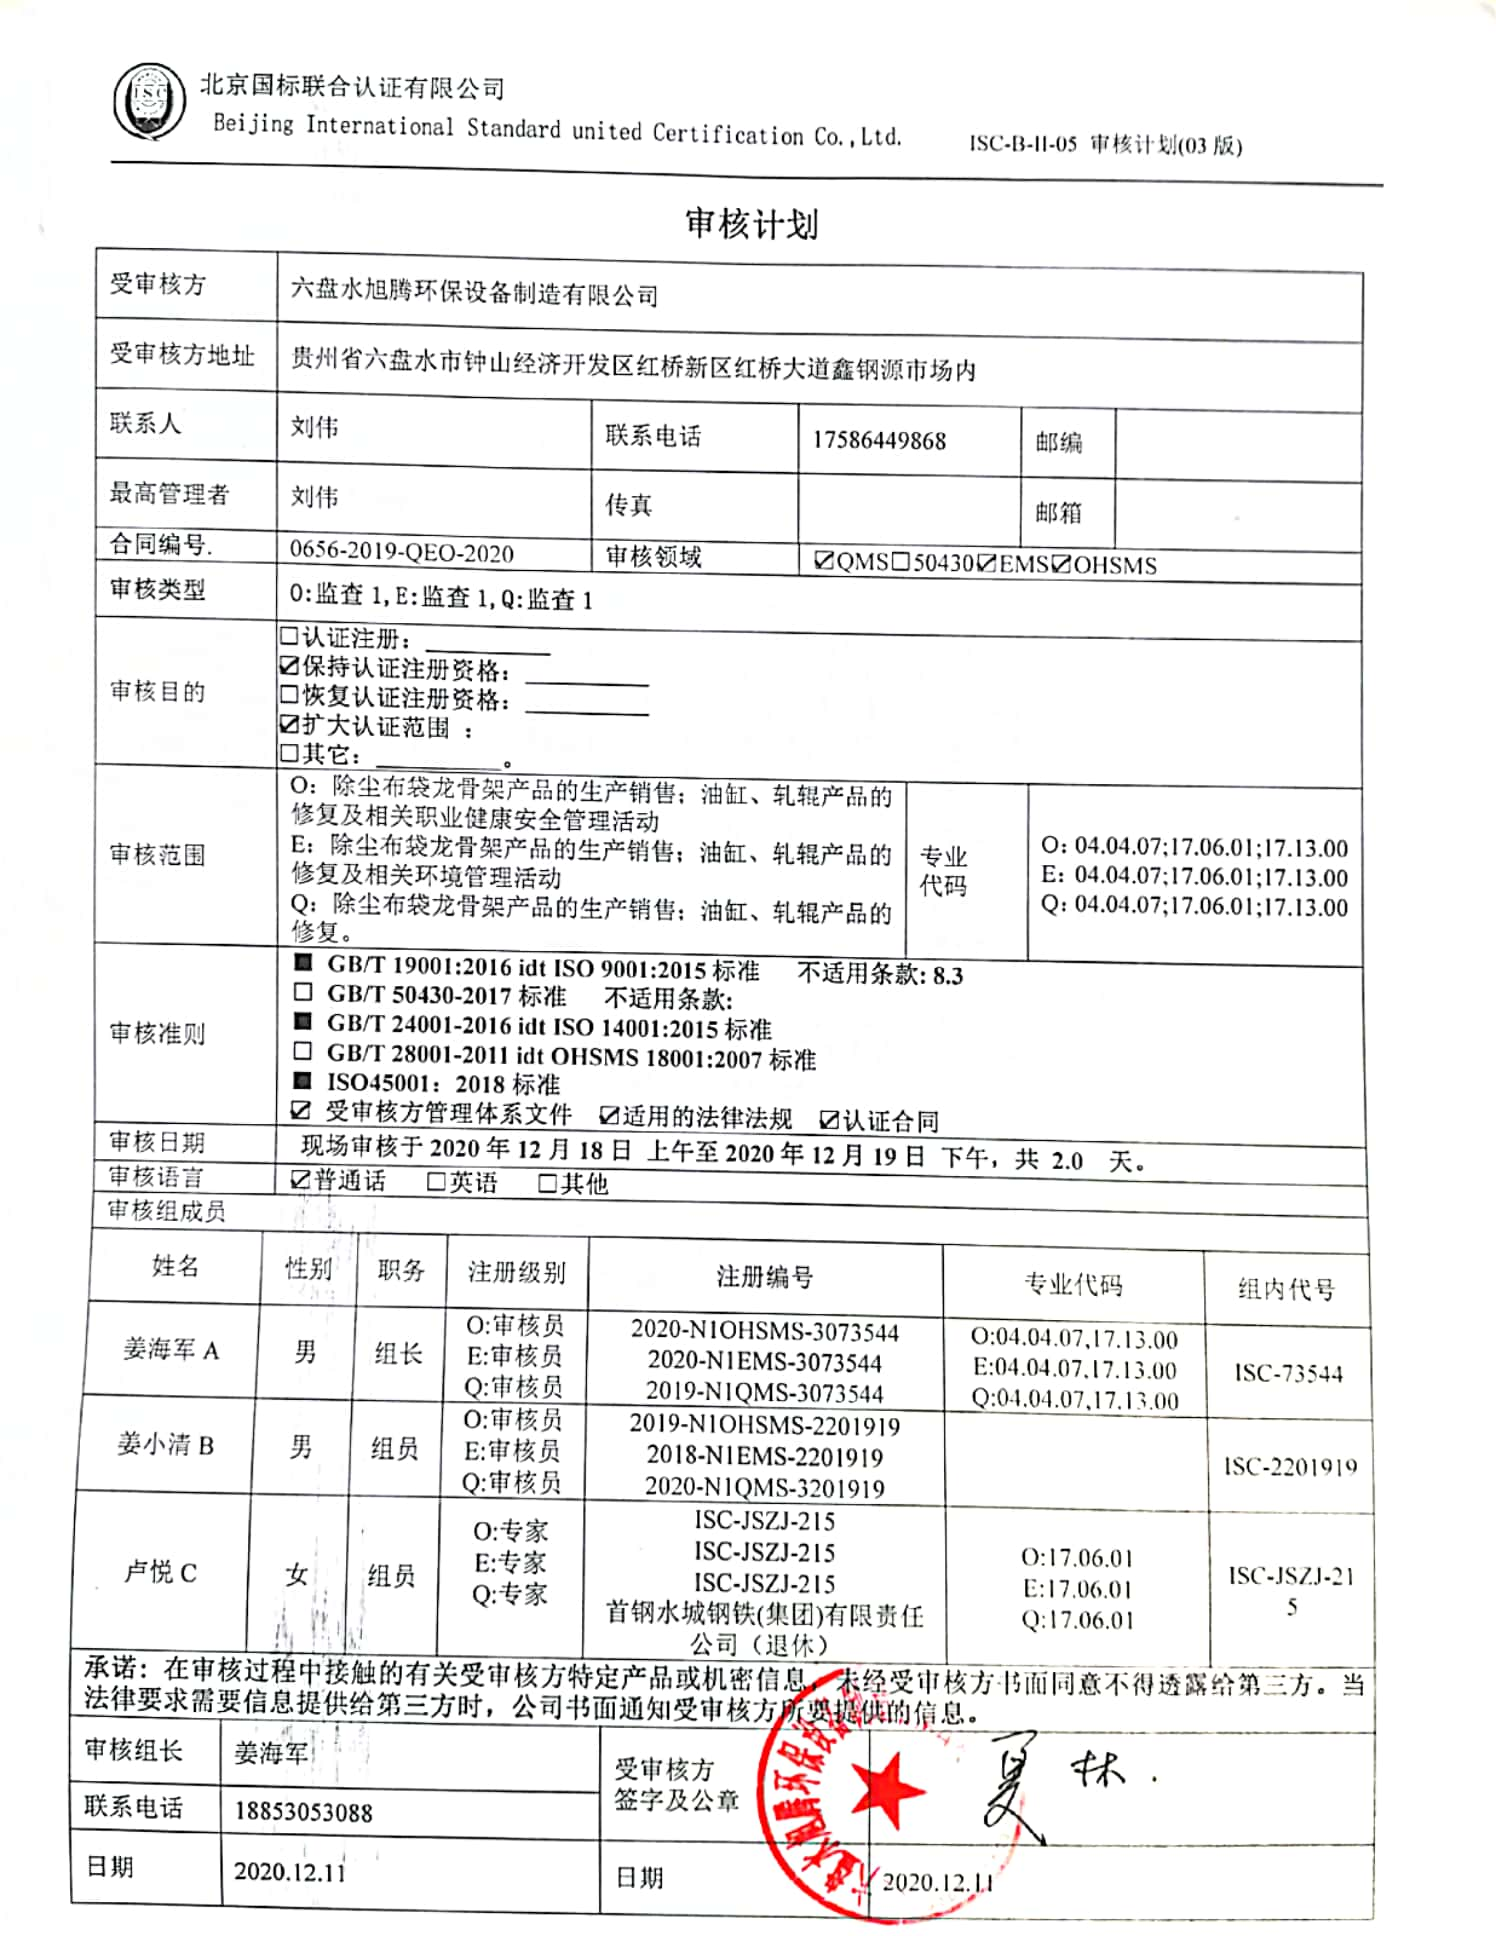 ISC
北京国标联合认证有限公司
Beijing International Standard united Certification Co.,Ltd.
ISC-B-II-05 审核计划(03 版)
审核计划
受审核方 六盘水旭腾环保设备制造有限公司
受审核方地址 贵州省六盘水市钟山经济开发区红桥新区红桥大道鑫钢源市场内
联系人 刘伟 联系电话 17586449868 邮编
最高管理者 刘伟 传真 邮箱
合同编号. 0656-2019-QEO-2020 审核领域 ☑QMS☐50430☑EMS☑OHSMS
审核类型 O:监查 1,E:监查 1,Q:监查 1
审核目的
☐认证注册：
☑保持认证注册资格：
☐恢复认证注册资格：
☑扩大认证范围 ：
☐其它： 。
审核范围
O：除尘布袋龙骨架产品的生产销售；油缸、轧辊产品的
修复及相关职业健康安全管理活动
E：除尘布袋龙骨架产品的生产销售；油缸、轧辊产品的
修复及相关环境管理活动
Q：除尘布袋龙骨架产品的生产销售；油缸、轧辊产品的
修复。
专业
代码
O: 04.04.07;17.06.01;17.13.00
E: 04.04.07;17.06.01;17.13.00
Q: 04.04.07;17.06.01;17.13.00
审核准则
■ GB/T 19001:2016 idt ISO 9001:2015 标准 不适用条款: 8.3
☐ GB/T 50430-2017 标准 不适用条款:
■ GB/T 24001-2016 idt ISO 14001:2015 标准
☐ GB/T 28001-2011 idt OHSMS 18001:2007 标准
■ ISO45001：2018 标准
☑ 受审核方管理体系文件 ☑适用的法律法规 ☑认证合同
审核日期 现场审核于 2020 年 12 月 18 日 上午至 2020 年 12 月 19 日 下午，共 2.0 天。
审核语言 ☑普通话 ☐英语 ☐其他
审核组成员
姓名 性别 职务 注册级别 注册编号 专业代码 组内代号
姜海军 A 男 组长
O:审核员 2020-N1OHSMS-3073544 O:04.04.07,17.13.00
E:审核员 2020-N1EMS-3073544 E:04.04.07,17.13.00
Q:审核员 2019-N1QMS-3073544 Q:04.04.07,17.13.00
ISC-73544
姜小清 B 男 组员
O:审核员 2019-N1OHSMS-2201919
E:审核员 2018-N1EMS-2201919
Q:审核员 2020-N1QMS-3201919
ISC-2201919
卢悦 C 女 组员
O:专家
E:专家
Q:专家
ISC-JSZJ-215
ISC-JSZJ-215
ISC-JSZJ-215
首钢水城钢铁(集团)有限责任
公司（退休）
O:17.06.01
E:17.06.01
Q:17.06.01
ISC-JSZJ-21
5
承诺：在审核过程中接触的有关受审核方特定产品或机密信息，未经受审核方书面同意不得透露给第三方。当
法律要求需要信息提供给第三方时，公司书面通知受审核方所要提供的信息。
审核组长 姜海军
受审核方
签字及公章
夏林.
联系电话 18853053088
日期 2020.12.11 日期 2020.12.11
六盘水旭腾环保设备制